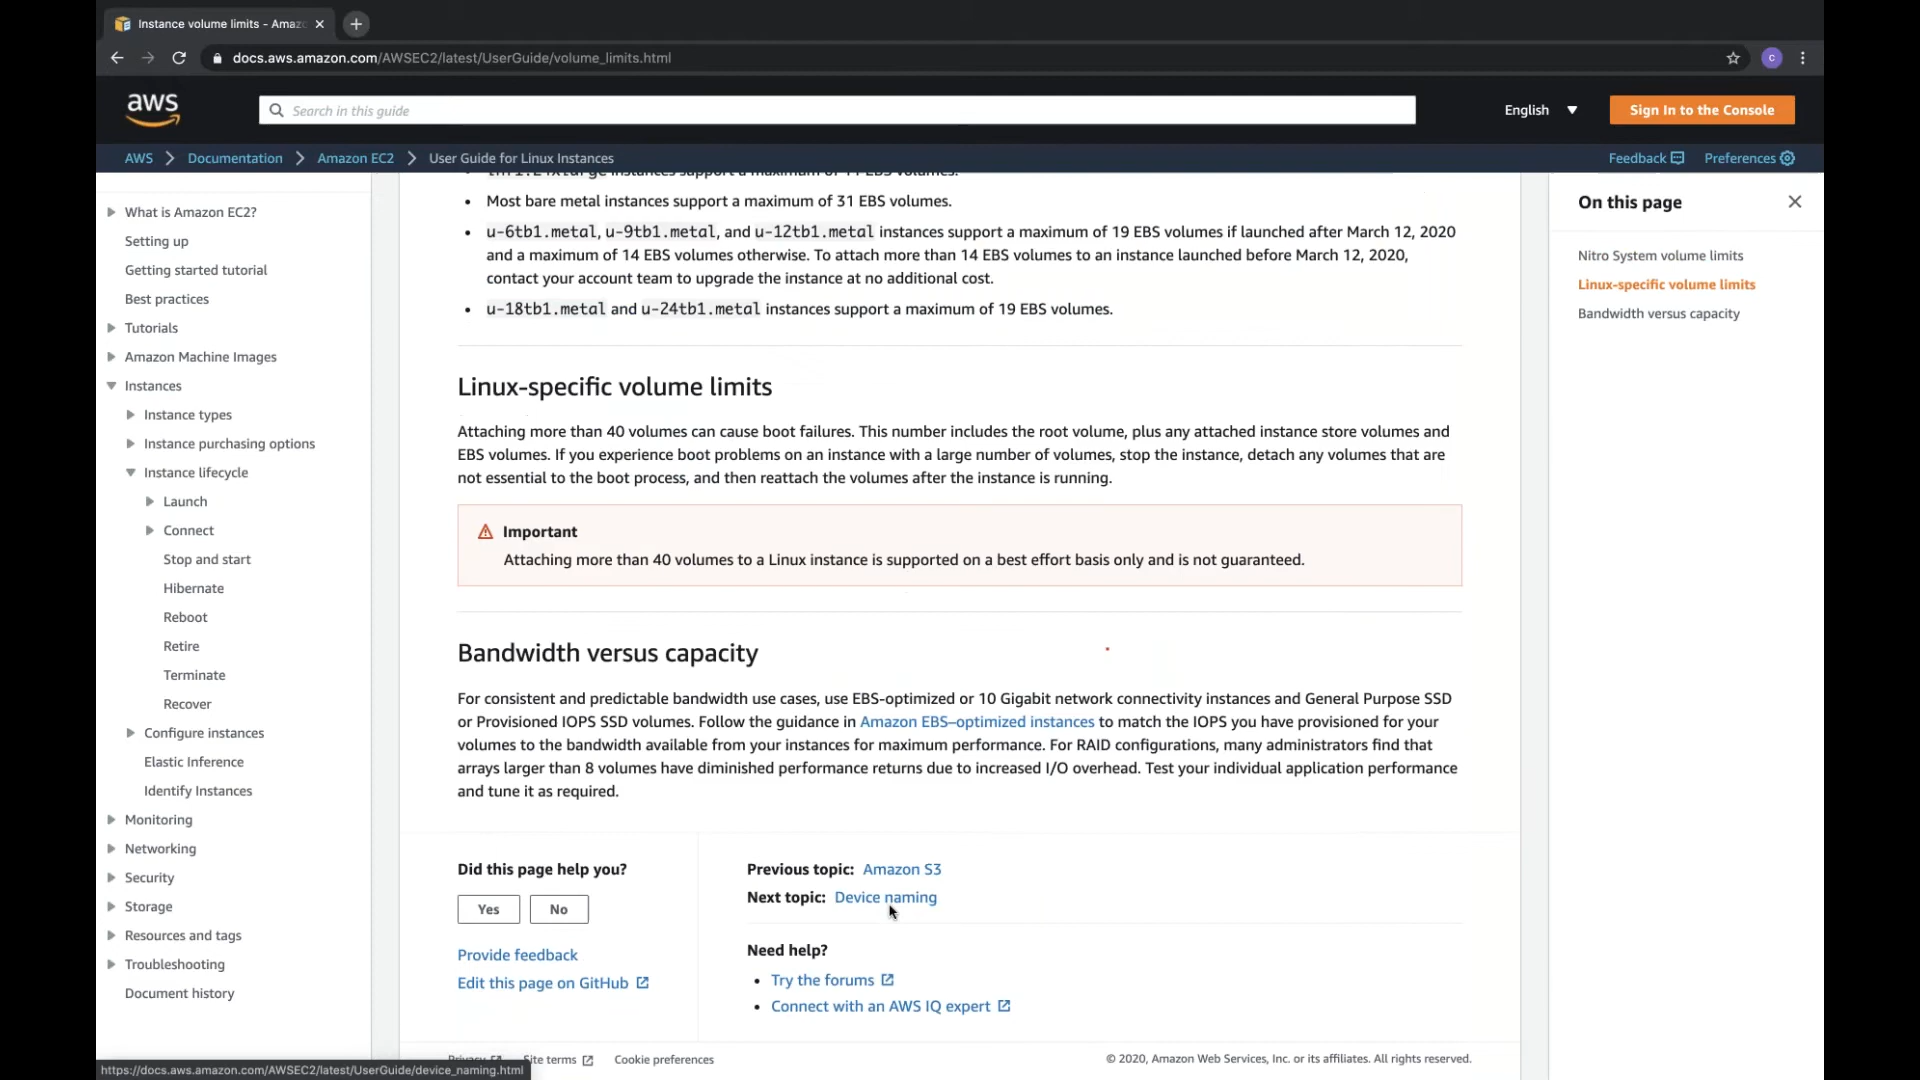 Instance volume limits - Amaz
docs.aws.amazon.com/AWSEC2/latest/UserGuide/volume_limits.html
C
aws
Search in this guide
English
Sign In to the Console
AWS
Documentation
Amazon EC2
User Guide for Linux Instances
Feedback
Preferences
What is Amazon EC2?
Setting up
Getting started tutorial
Best practices
Tutorials
Amazon Machine Images
Instances
Instance types
Instance purchasing options
Instance lifecycle
Launch
Connect
Stop and start
Hibernate
Reboot
Retire
Terminate
Recover
Configure instances
Elastic Inference
Identify Instances
Monitoring
Networking
Security
Storage
Resources and tags
Troubleshooting
Document history
instances support a maximum of EBS volumes.
Most bare metal instances support a maximum of 31 EBS volumes.
u-6tb1.metal, u-9tb1.metal, and u-12tb1.metal instances support a maximum of 19 EBS volumes if launched after March 12, 2020
and a maximum of 14 EBS volumes otherwise. To attach more than 14 EBS volumes to an instance launched before March 12, 2020,
contact your account team to upgrade the instance at no additional cost.
u-18tb1.metal and u-24tb1.metal instances support a maximum of 19 EBS volumes.
Linux-specific volume limits
Attaching more than 40 volumes can cause boot failures. This number includes the root volume, plus any attached instance store volumes and
EBS volumes. If you experience boot problems on an instance with a large number of volumes, stop the instance, detach any volumes that are
not essential to the boot process, and then reattach the volumes after the instance is running.
Important
Attaching more than 40 volumes to a Linux instance is supported on a best effort basis only and is not guaranteed.
Bandwidth versus capacity
For consistent and predictable bandwidth use cases, use EBS-optimized or 10 Gigabit network connectivity instances and General Purpose SSD
or Provisioned IOPS SSD volumes. Follow the guidance in Amazon EBS–optimized instances to match the IOPS you have provisioned for your
volumes to the bandwidth available from your instances for maximum performance. For RAID configurations, many administrators find that
arrays larger than 8 volumes have diminished performance returns due to increased I/O overhead. Test your individual application performance
and tune it as required.
Did this page help you?
Yes
No
Provide feedback
Edit this page on GitHub
Previous topic: Amazon S3
Next topic: Device naming
Need help?
Try the forums
Connect with an AWS IQ expert
On this page
Nitro System volume limits
Linux-specific volume limits
Bandwidth versus capacity
Privacy
Site terms
Cookie preferences
© 2020, Amazon Web Services, Inc. or its affiliates. All rights reserved.
https://docs.aws.amazon.com/AWSEC2/latest/UserGuide/device_naming.html